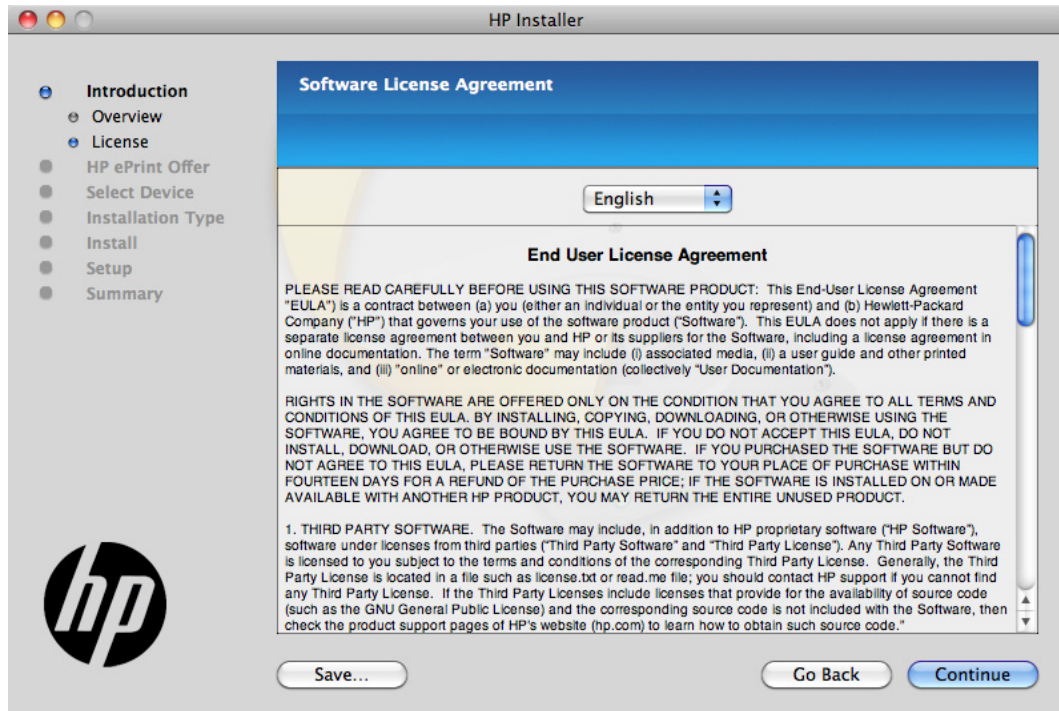 HP Installer
Introduction
Overview
License
HP ePrint Offer
Select Device
Installation Type
Install
Setup
Summary
hp
Software License Agreement
English
End User License Agreement
PLEASE READ CAREFULLY BEFORE USING THIS SOFTWARE PRODUCT: This End-User License Agreement
"EULA") is a contract between (a) you (either an individual or the entity you represent) and (b) Hewlett-Packard
Company ("HP") that governs your use of the software product ("Software"). This EULA does not apply if there is a
separate license agreement between you and HP or its suppliers for the Software, including a license agreement in
online documentation. The term "Software" may include (i) associated media, (ii) a user guide and other printed
materials, and (iii) "online" or electronic documentation (collectively "User Documentation").
RIGHTS IN THE SOFTWARE ARE OFFERED ONLY ON THE CONDITION THAT YOU AGREE TO ALL TERMS AND
CONDITIONS OF THIS EULA. BY INSTALLING, COPYING, DOWNLOADING, OR OTHERWISE USING THE
SOFTWARE, YOU AGREE TO BE BOUND BY THIS EULA. IF YOU DO NOT ACCEPT THIS EULA, DO NOT
INSTALL, DOWNLOAD, OR OTHERWISE USE THE SOFTWARE. IF YOU PURCHASED THE SOFTWARE BUT DO
NOT AGREE TO THIS EULA, PLEASE RETURN THE SOFTWARE TO YOUR PLACE OF PURCHASE WITHIN
FOURTEEN DAYS FOR A REFUND OF THE PURCHASE PRICE; IF THE SOFTWARE IS INSTALLED ON OR MADE
AVAILABLE WITH ANOTHER HP PRODUCT, YOU MAY RETURN THE ENTIRE UNUSED PRODUCT.
1. THIRD PARTY SOFTWARE. The Software may include, in addition to HP proprietary software ("HP Software"),
software under licenses from third parties ("Third Party Software" and "Third Party License"). Any Third Party Software
is licensed to you subject to the terms and conditions of the corresponding Third Party License. Generally, the Third
Party License is located in a file such as license.txt or read.me file; you should contact HP support if you cannot find
any Third Party License. If the Third Party Licenses include licenses that provide for the availability of source code
(such as the GNU General Public License) and the corresponding source code is not included with the Software, then
check the product support pages of HP's website (hp.com) to learn how to obtain such source code."
Save...
Go Back
Continue